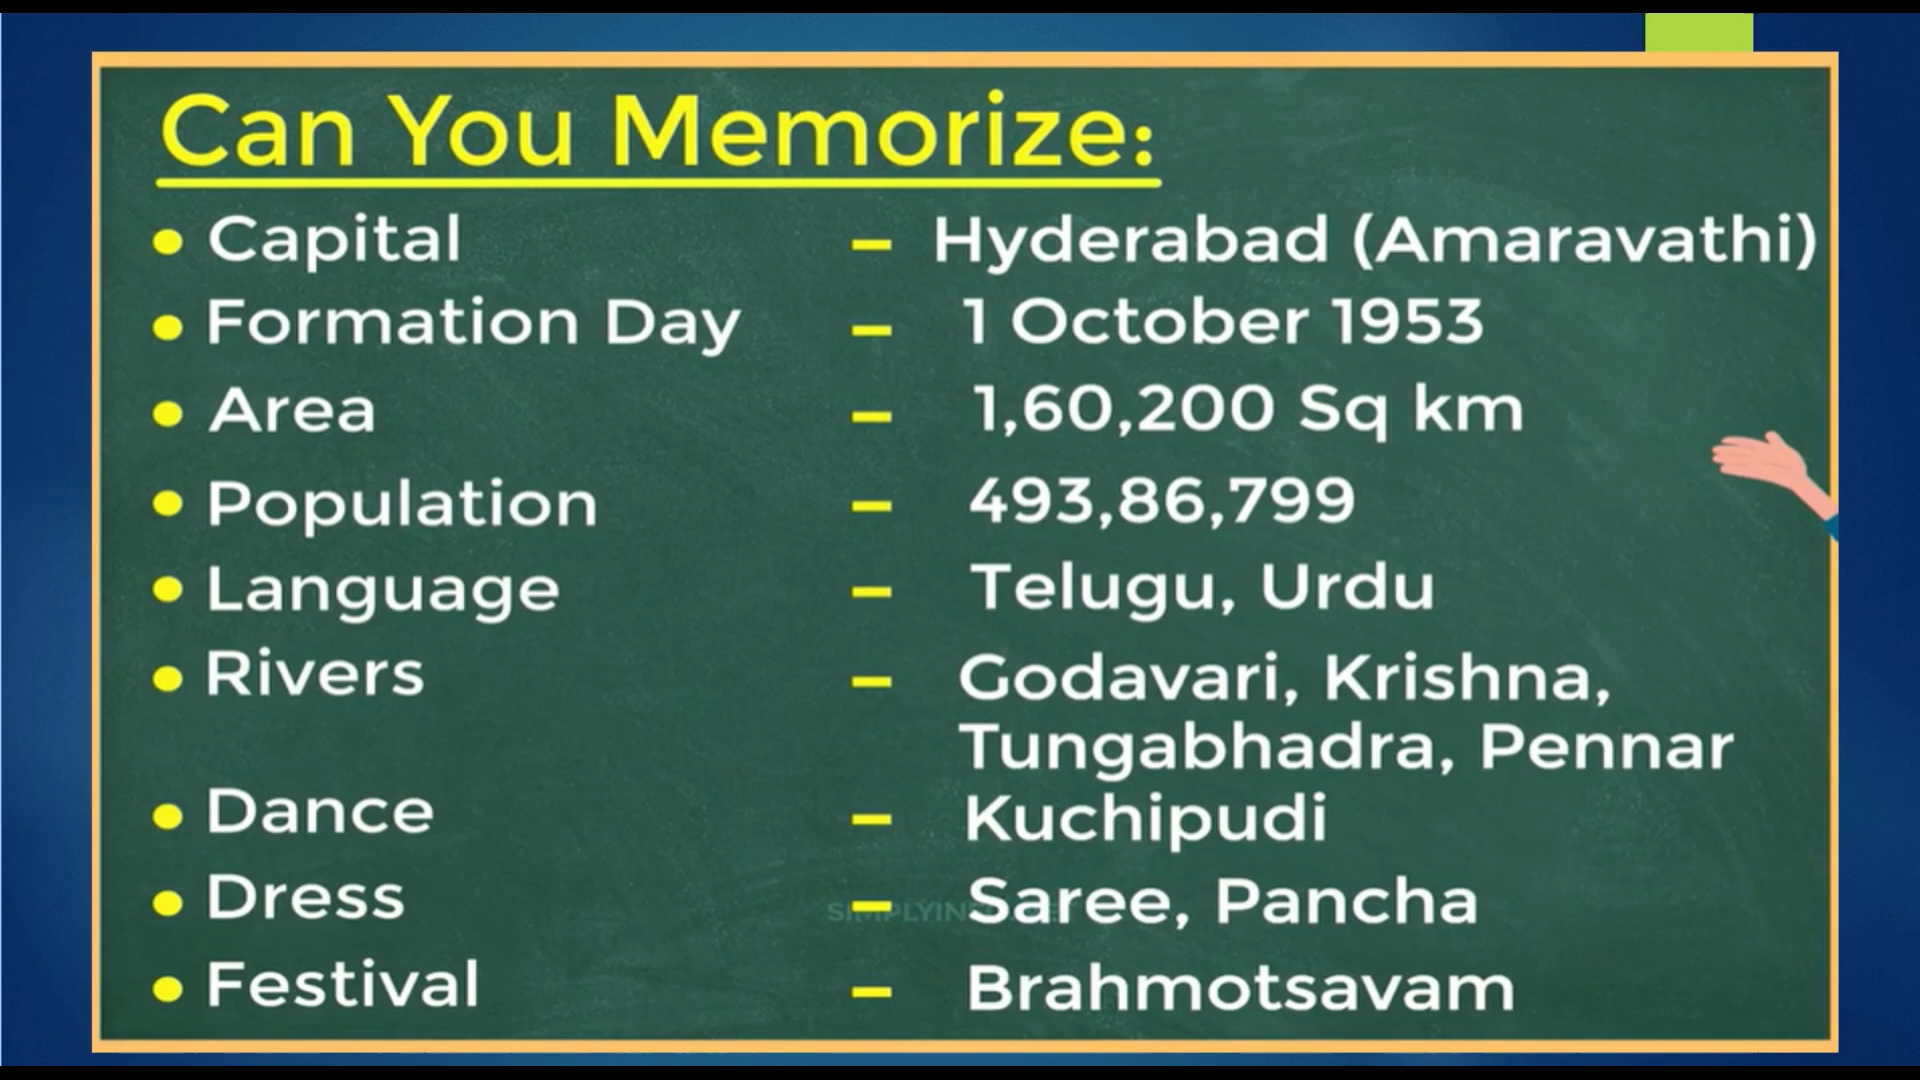 Can You Memorize:
• Capital – Hyderabad (Amaravathi)
• Formation Day – 1 October 1953
• Area – 1,60,200 Sq km
• Population – 493,86,799
• Language – Telugu, Urdu
• Rivers – Godavari, Krishna,
Tungabhadra, Pennar
• Dance – Kuchipudi
• Dress – Saree, Pancha
• Festival – Brahmotsavam